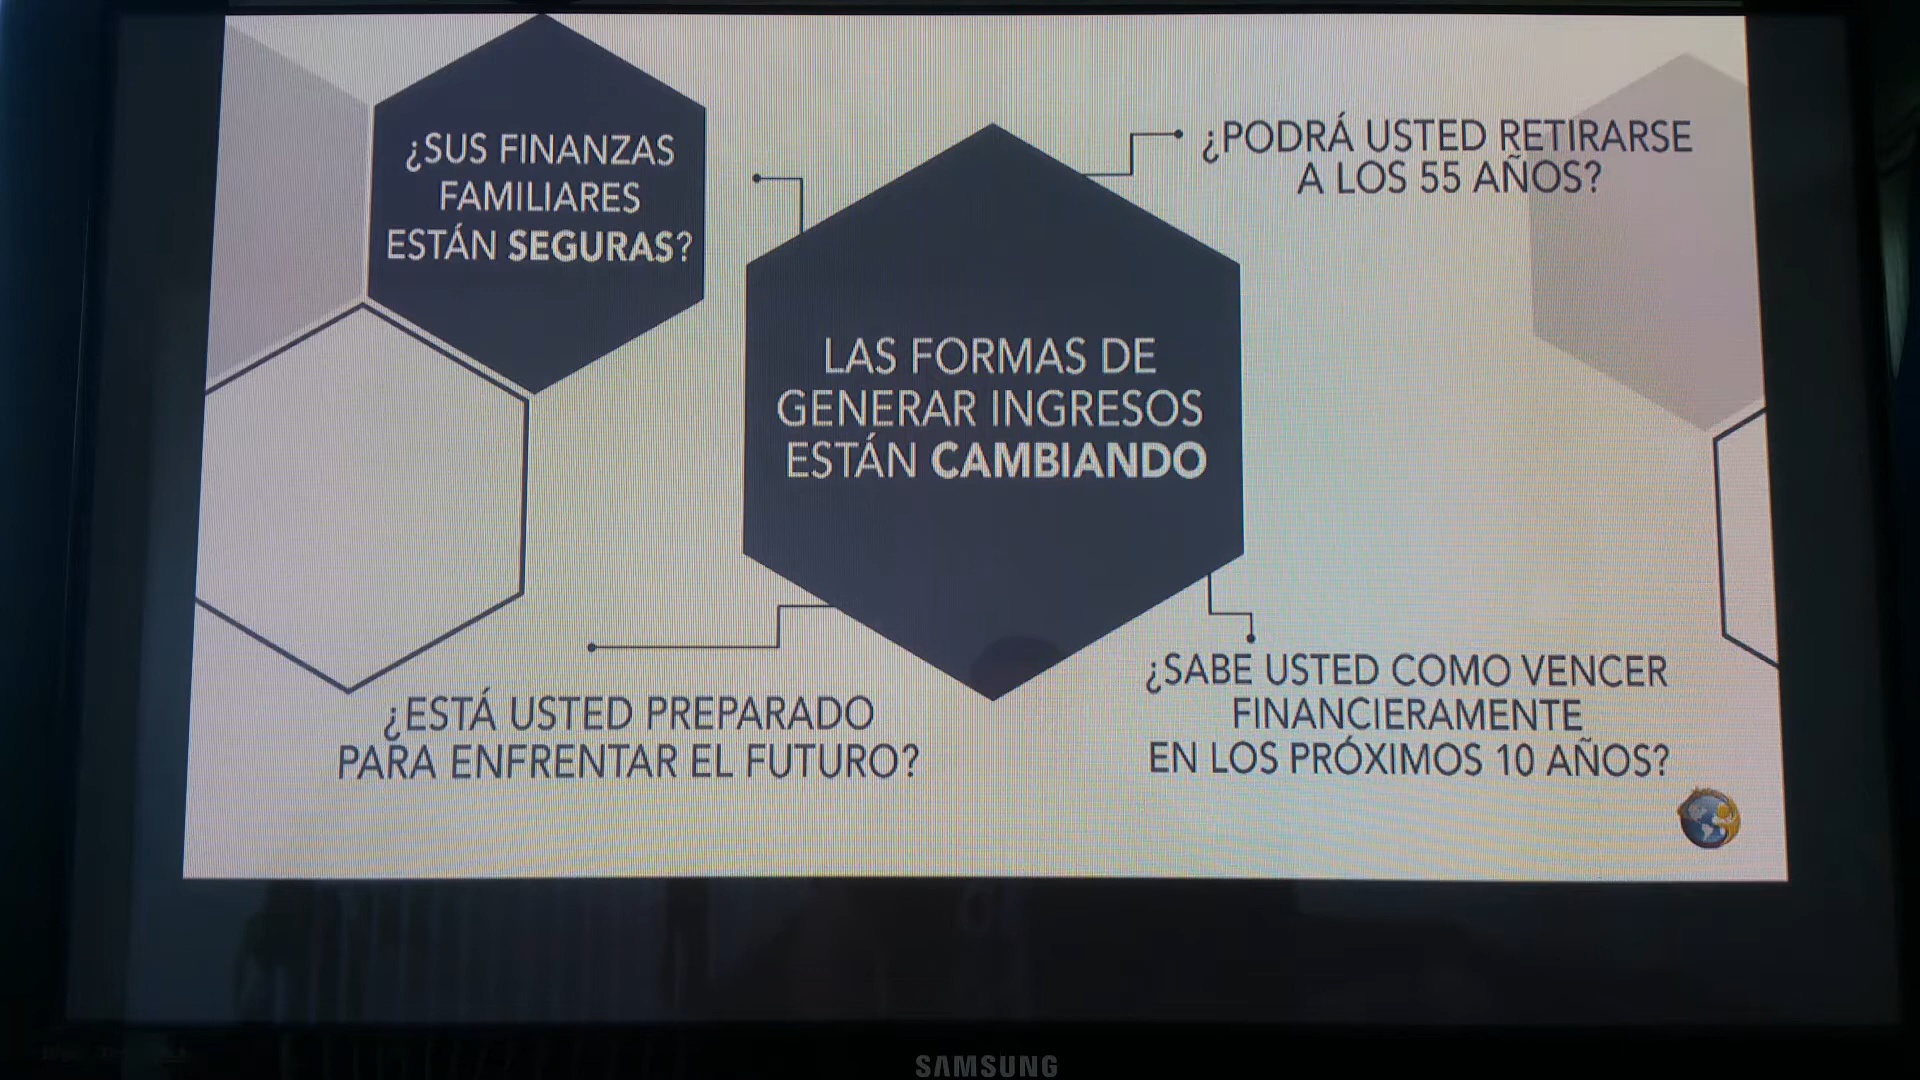 ¿SUS FINANZAS
FAMILIARES
ESTÁN SEGURAS?
¿PODRÁ USTED RETIRARSE
A LOS 55 AÑOS?
LAS FORMAS DE
GENERAR INGRESOS
ESTÁN CAMBIANDO
¿ESTÁ USTED PREPARADO
PARA ENFRENTAR EL FUTURO?
¿SABE USTED COMO VENCER
FINANCIERAMENTE
EN LOS PRÓXIMOS 10 AÑOS?
SAMSUNG